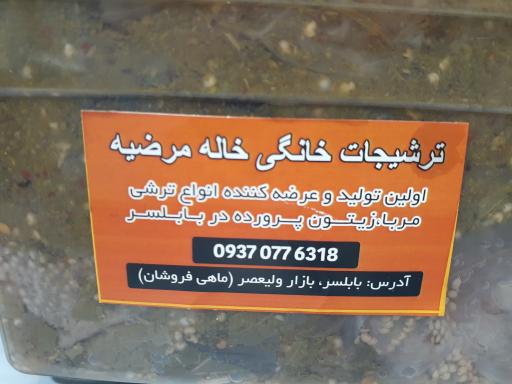 ترشیجات خانگی خاله مرضیه
اولین تولید و عرضه کننده انواع ترشی
مربا،زیتون پرورده در بابلسر
0937 077 6318
آدرس: بابلسر، بازار ولیعصر (ماهی فروشان)